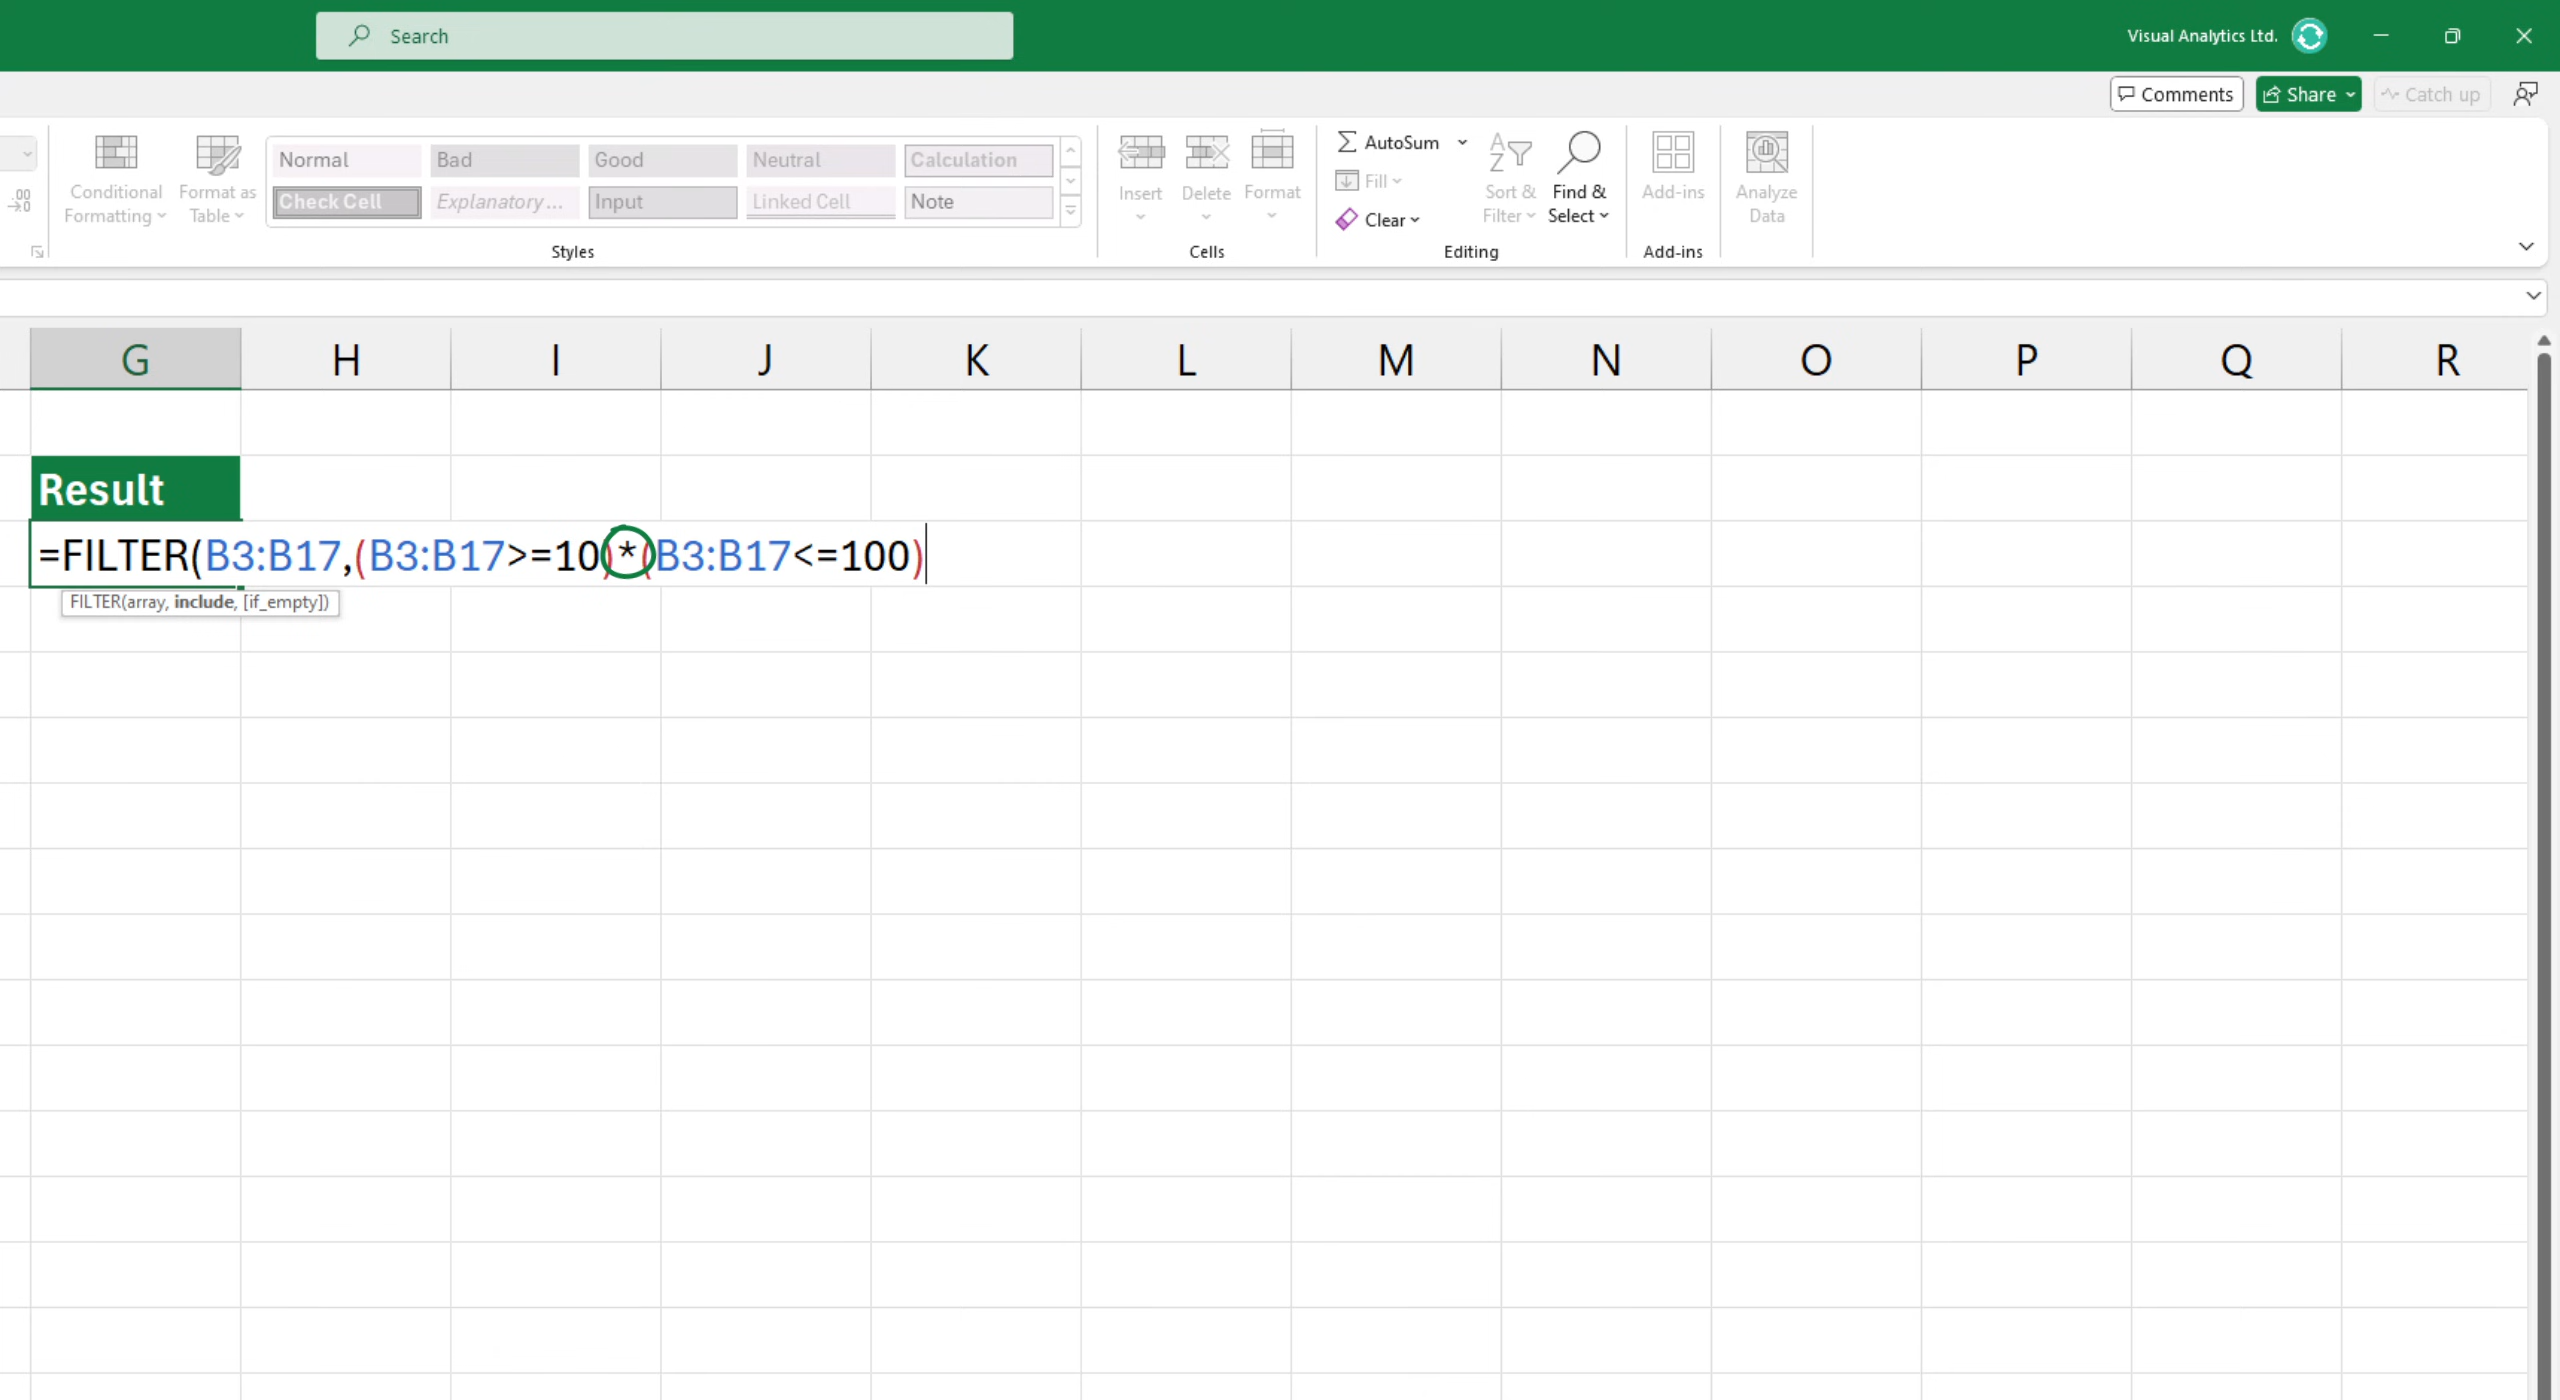 Search
Visual Analytics Ltd.
Comments
Share
Catch up
.00
→0
Conditional
Formatting
Format as
Table
Normal
Bad
Good
Neutral
Calculation
Check Cell
Explanatory ...
Input
Linked Cell
Note
Styles
Insert
Delete
Format
Cells
AutoSum
Fill
Clear
Sort &
Filter
Find &
Select
Editing
Add-ins
Add-ins
Analyze
Data
G H I J K L M N O P Q R
Result
=FILTER(B3:B17,(B3:B17>=10)*(B3:B17<=100)
FILTER(array, include, [if_empty])